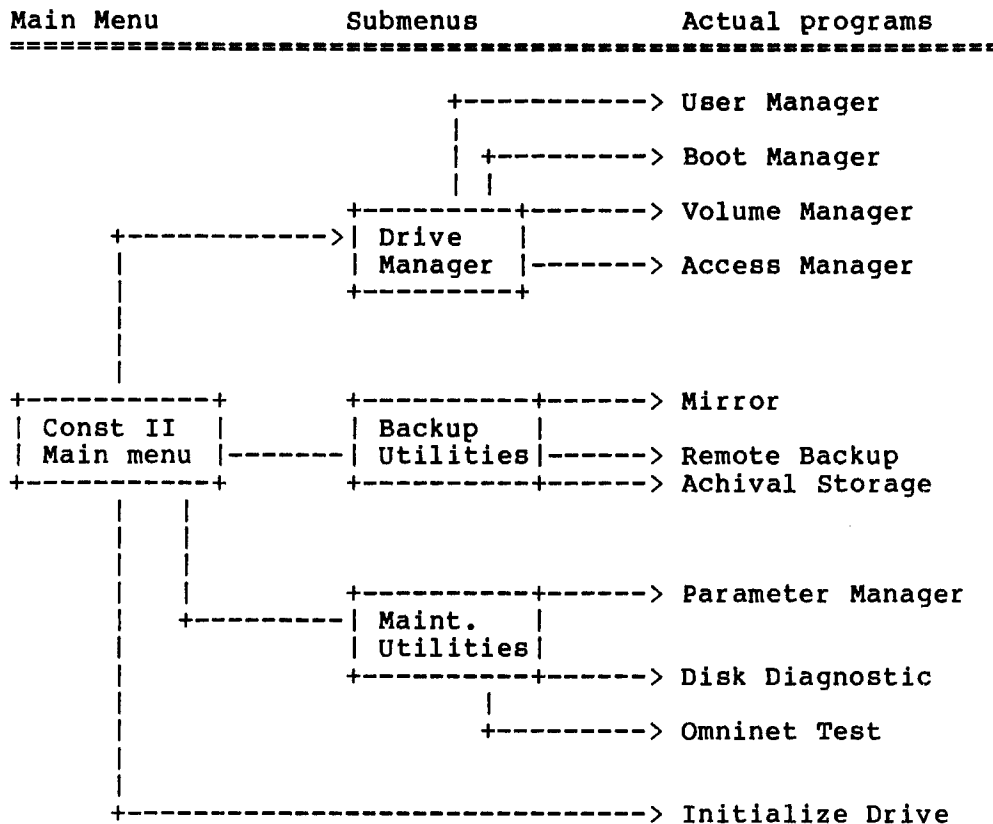 Main Menu Submenus Actual programs
User Manager
Boot Manager
Volume Manager
Drive
Manager
Access Manager
Const II
Main menu
Backup
Utilities
Mirror
Remote Backup
Achival Storage
Maint.
Utilities
Parameter Manager
Disk Diagnostic
Omninet Test
Initialize Drive